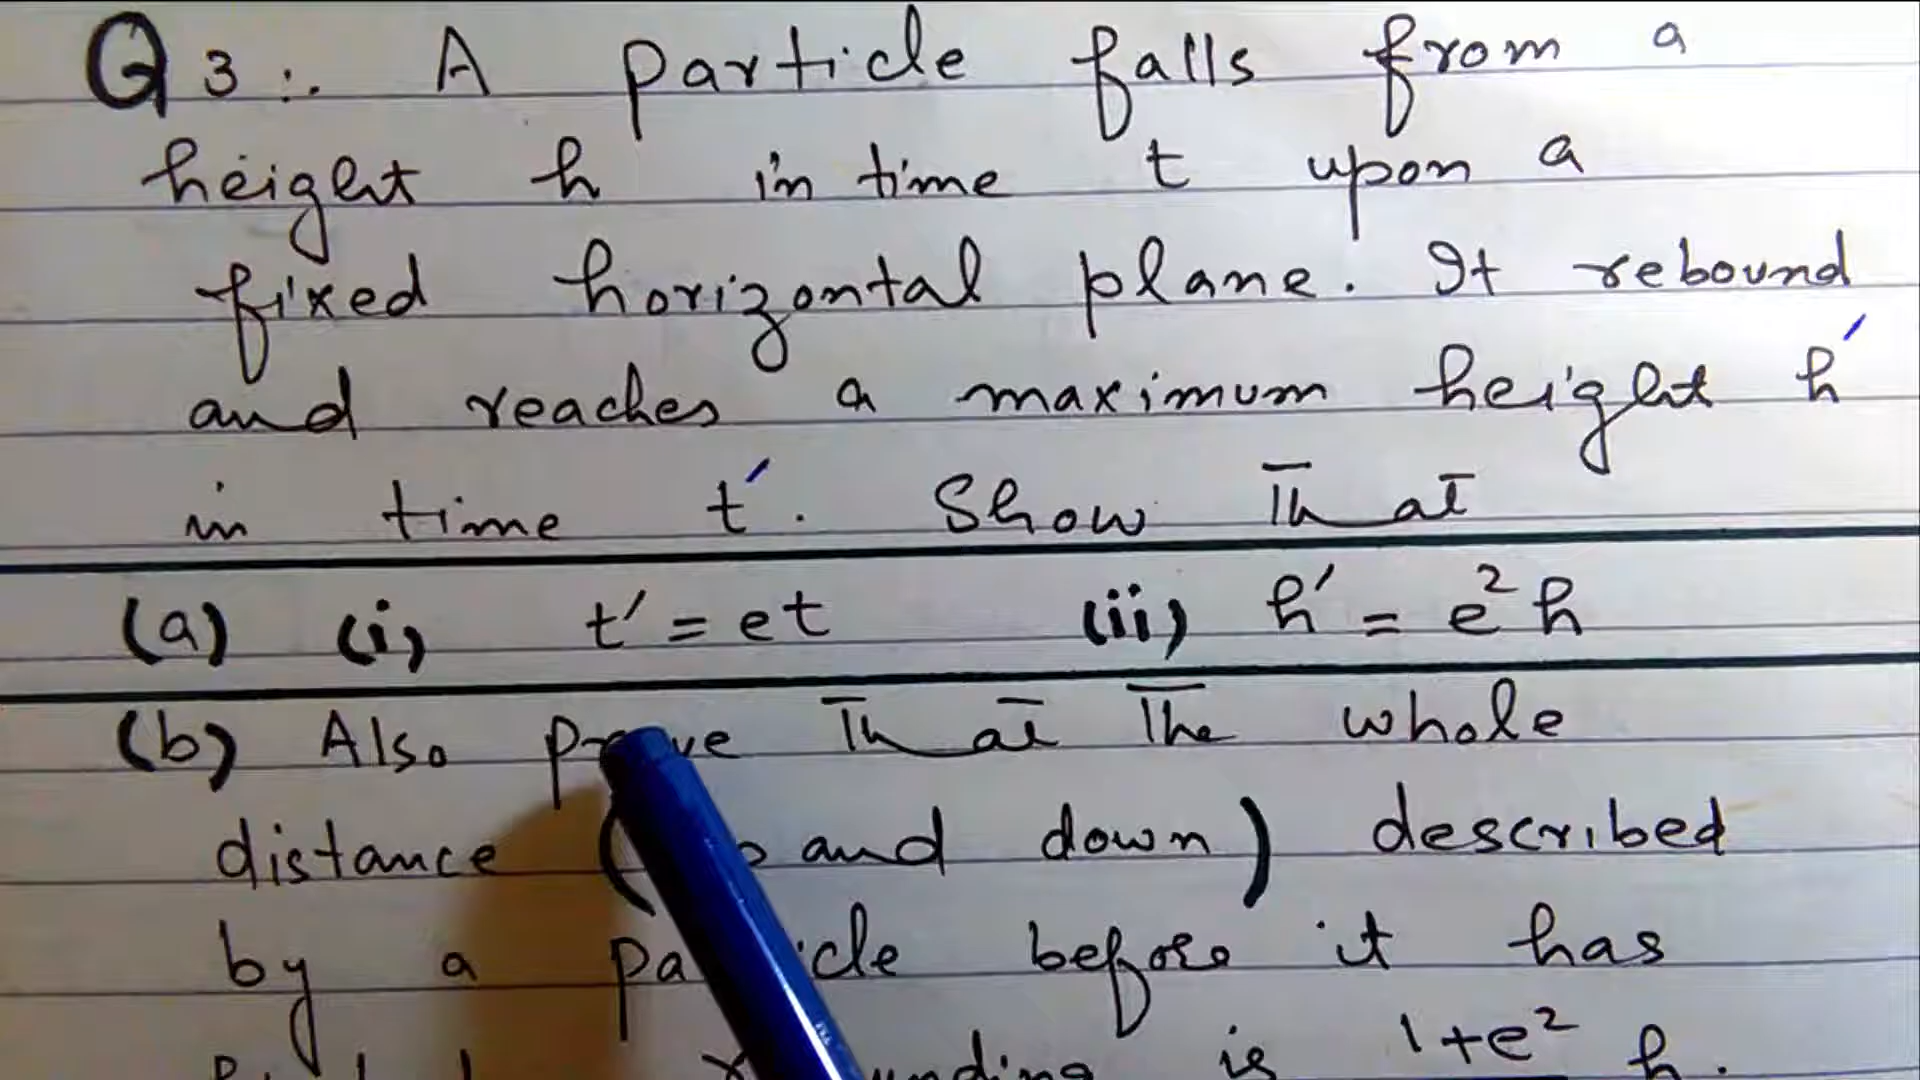 Q3:. A particle falls from a
height h in time t upon a
fixed horizontal plane. It rebound
and reaches a maximum height h'
in time t'. Show That
(a) (i) t' = et (ii) h' = e²h
(b) Also prove That The whole
distance ( and down) described
by a before it has
is 1+e² h.